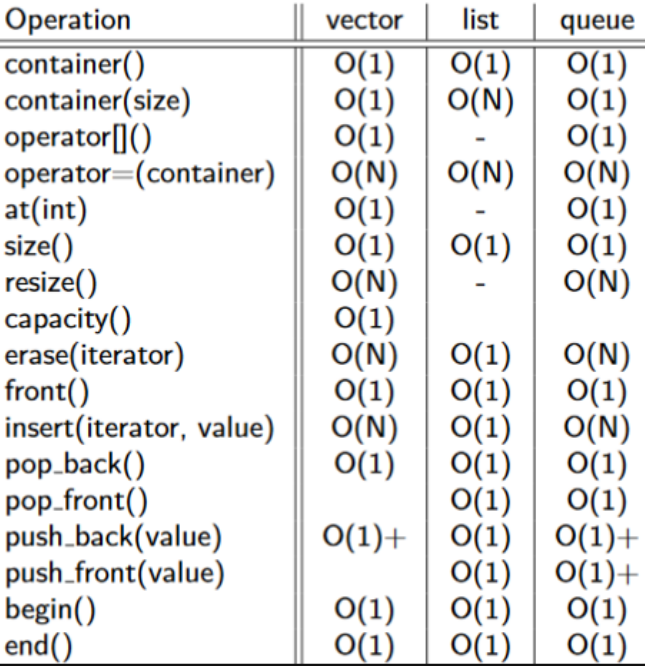 Operation vector list queue
container() O(1) O(1) O(1)
container(size) O(1) O(N) O(1)
operator[]() O(1) - O(1)
operator=(container) O(N) O(N) O(N)
at(int) O(1) - O(1)
size() O(1) O(1) O(1)
resize() O(N) - O(N)
capacity() O(1)
erase(iterator) O(N) O(1) O(N)
front() O(1) O(1) O(1)
insert(iterator, value) O(N) O(1) O(N)
pop_back() O(1) O(1) O(1)
pop_front() O(1) O(1)
push_back(value) O(1)+ O(1) O(1)+
push_front(value) O(1) O(1)+
begin() O(1) O(1) O(1)
end() O(1) O(1) O(1)